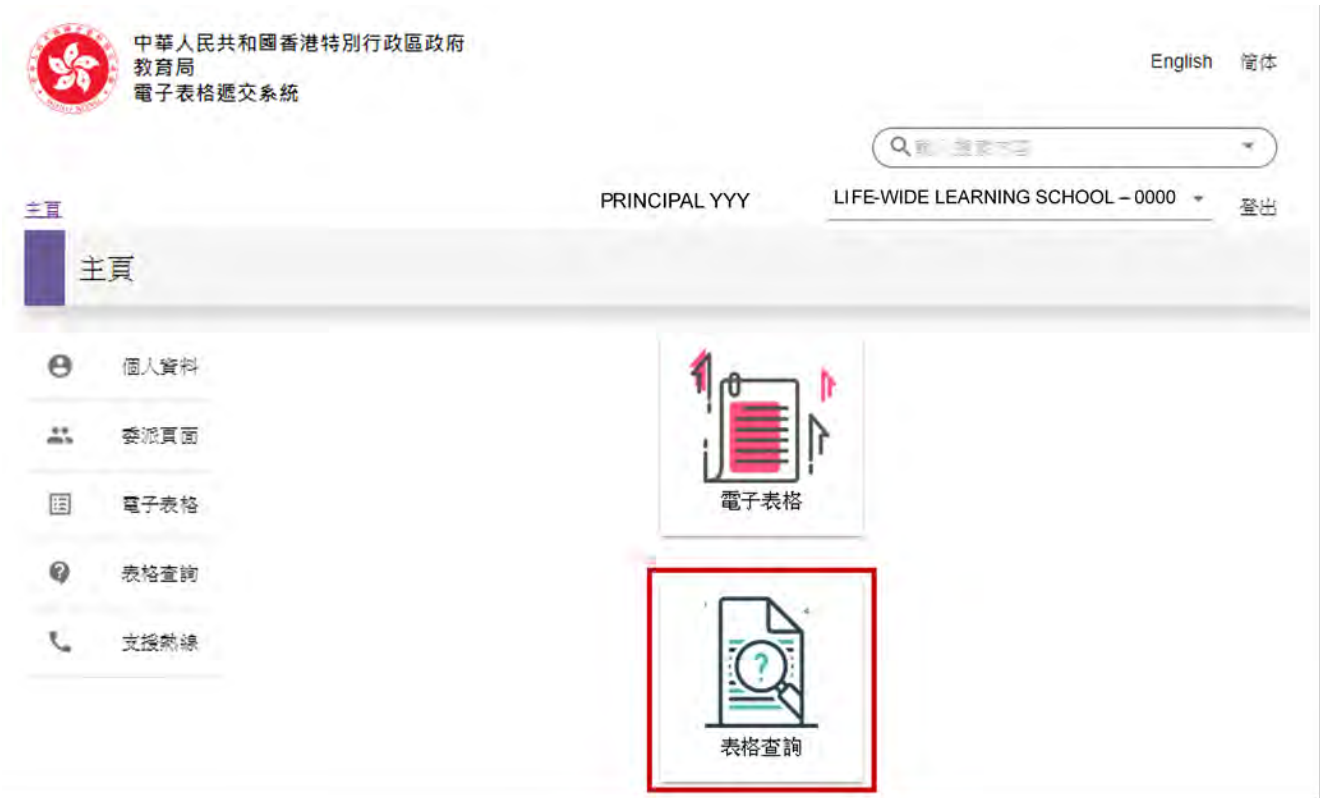 中華人民共和國香港特別行政區政府
教育局
電子表格遞交系統
English 简体
主頁
PRINCIPAL YYY
LIFE-WIDE LEARNING SCHOOL – 0000
登出
主頁
個人資料
委派頁面
電子表格
表格查詢
支援熱線
電子表格
?
表格查詢